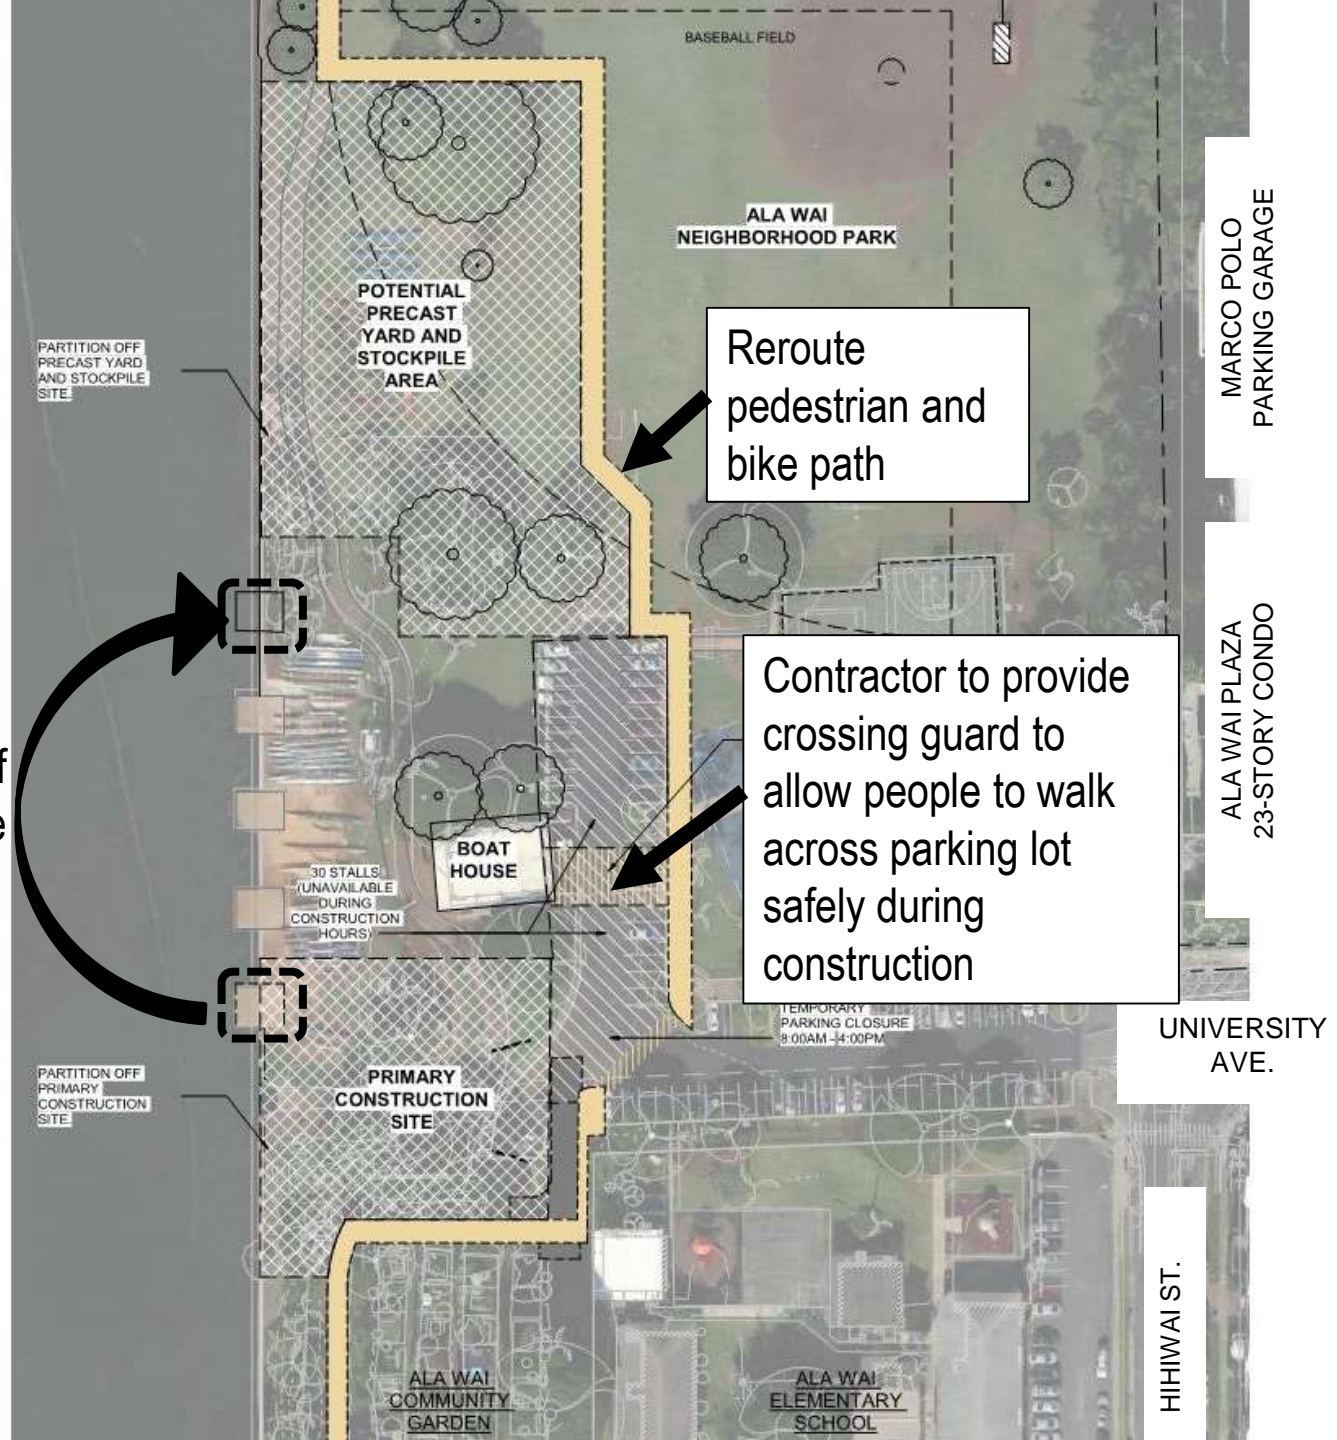 BASEBALL FIELD
ALA WAI
NEIGHBORHOOD PARK
MARCO POLO
PARKING GARAGE
POTENTIAL
PRECAST
YARD AND
STOCKPILE
AREA
PARTITION OFF
PRECAST YARD
AND STOCKPILE
SITE.
Reroute
pedestrian and
bike path
ALA WAI PLAZA
23-STORY CONDO
Contractor to provide
crossing guard to
allow people to walk
across parking lot
safely during
construction
BOAT
HOUSE
30 STALLS
(UNAVAILABLE
DURING
CONSTRUCTION
HOURS)
TEMPORARY
PARKING CLOSURE
8:00AM - 4:00PM
UNIVERSITY
AVE.
PARTITION OFF
PRIMARY
CONSTRUCTION
SITE.
PRIMARY
CONSTRUCTION
SITE
HIHIWAI ST.
ALA WAI
COMMUNITY
GARDEN
ALA WAI
ELEMENTARY
SCHOOL